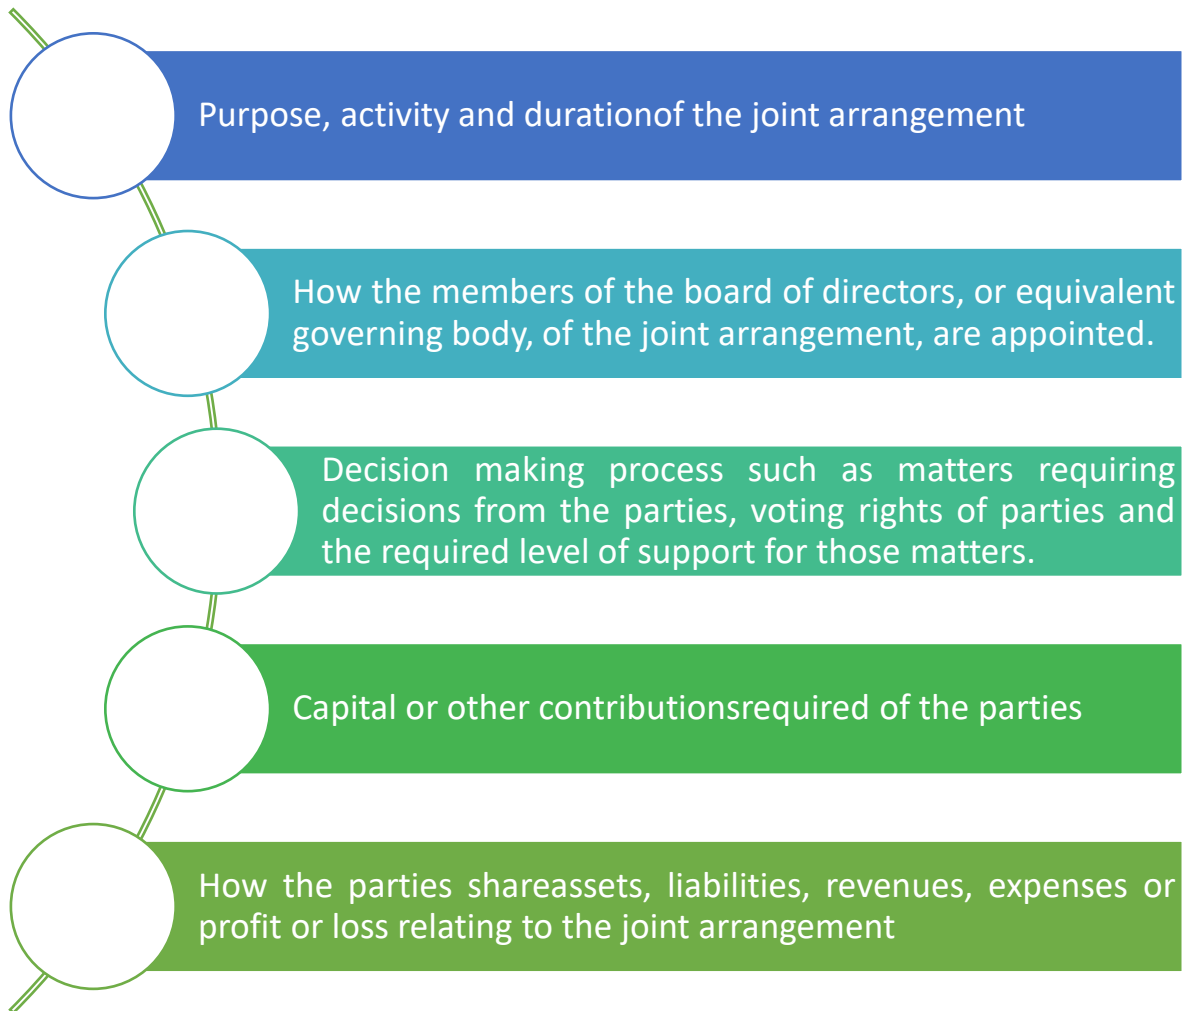 Purpose, activity and durationof the joint arrangement
How the members of the board of directors, or equivalent
governing body, of the joint arrangement, are appointed.
Decision making process such as matters requiring
decisions from the parties, voting rights of parties and
the required level of support for those matters.
Capital or other contributionsrequired of the parties
How the parties shareassets, liabilities, revenues, expenses or
profit or loss relating to the joint arrangement